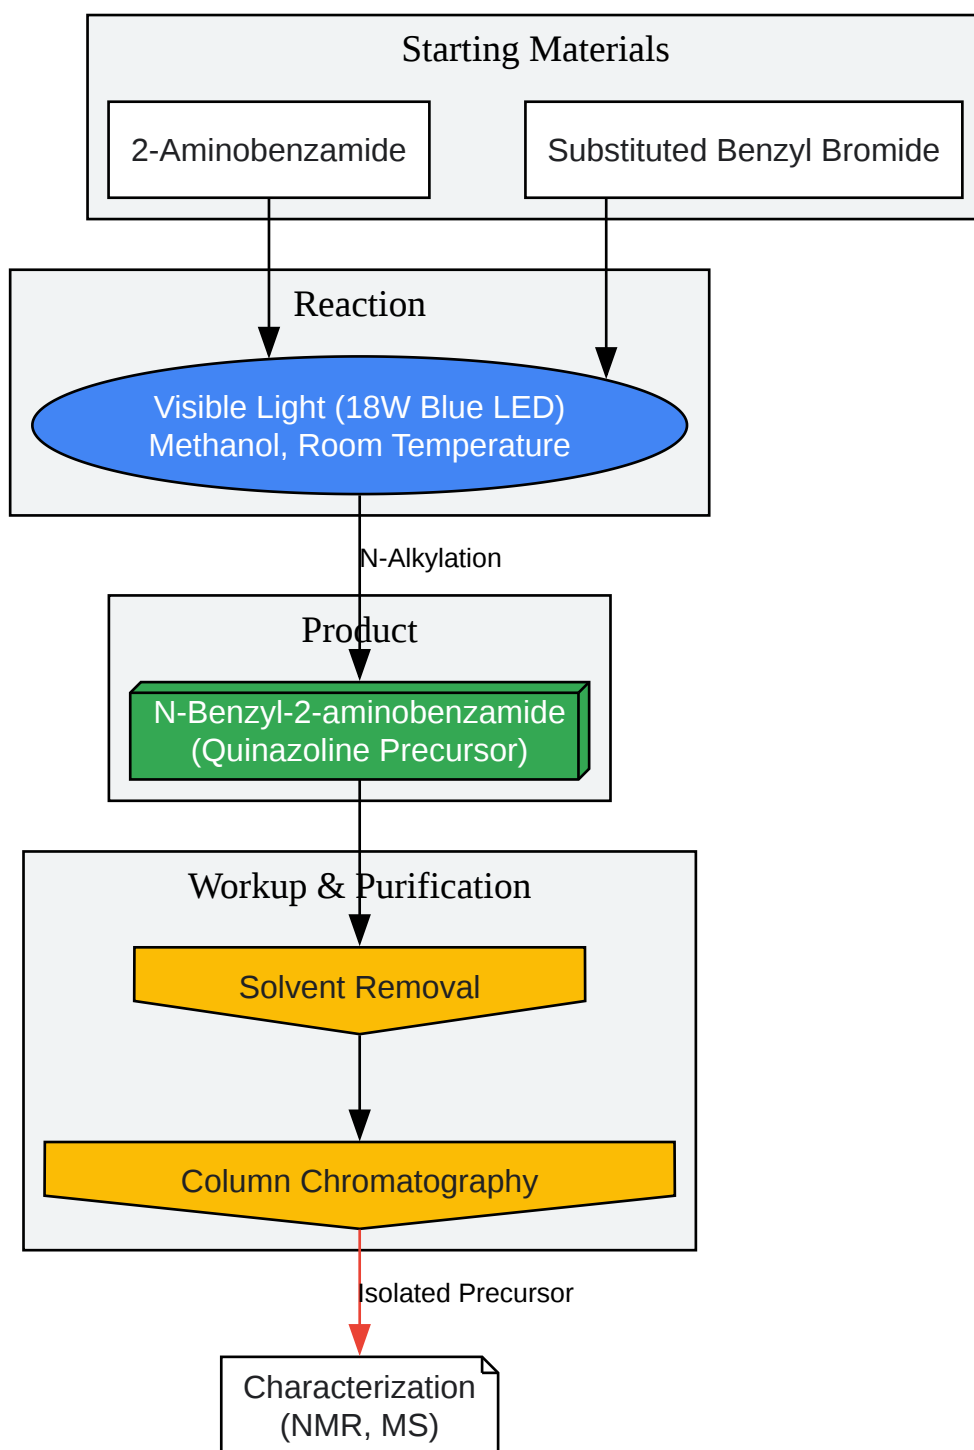 Starting Materials
2-Aminobenzamide
Substituted Benzyl Bromide
Reaction
Visible Light (18W Blue LED)
Methanol, Room Temperature
N-Alkylation
Product
N-Benzyl-2-aminobenzamide
(Quinazoline Precursor)
Workup & Purification
Solvent Removal
Column Chromatography
Isolated Precursor
Characterization
(NMR, MS)